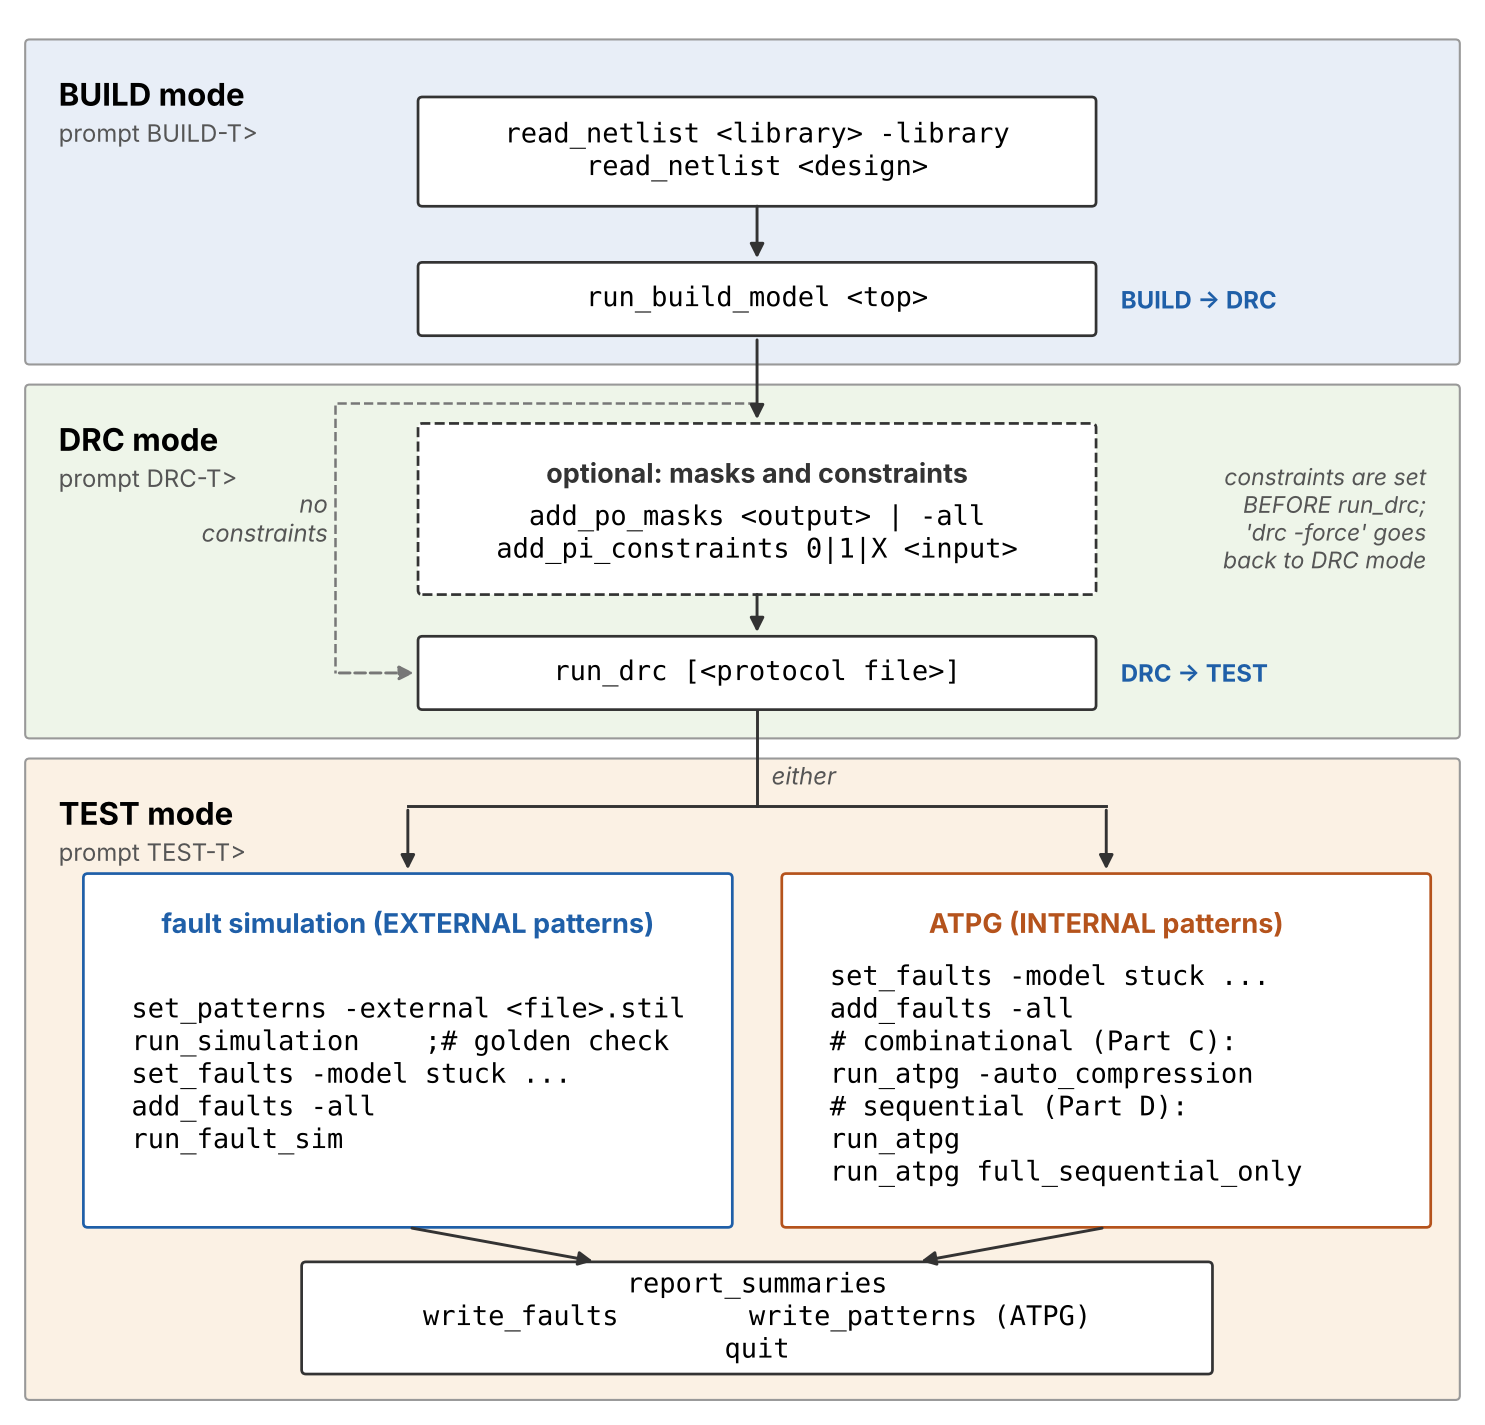 BUILD mode
prompt BUILD-T>
read_netlist <library> -library
read_netlist <design>
run_build_model <top>
BUILD → DRC
DRC mode
prompt DRC-T>
no
constraints
optional: masks and constraints
add_po_masks <output> | -all
add_pi_constraints 0|1|X <input>
constraints are set
BEFORE run_drc;
'drc -force' goes
back to DRC mode
run_drc [<protocol file>]
DRC → TEST
either
TEST mode
prompt TEST-T>
fault simulation (EXTERNAL patterns)
set_patterns -external <file>.stil
run_simulation    ;# golden check
set_faults -model stuck ...
add_faults -all
run_fault_sim
ATPG (INTERNAL patterns)
set_faults -model stuck ...
add_faults -all
# combinational (Part C):
run_atpg -auto_compression
# sequential (Part D):
run_atpg
run_atpg full_sequential_only
report_summaries
write_faults        write_patterns (ATPG)
quit